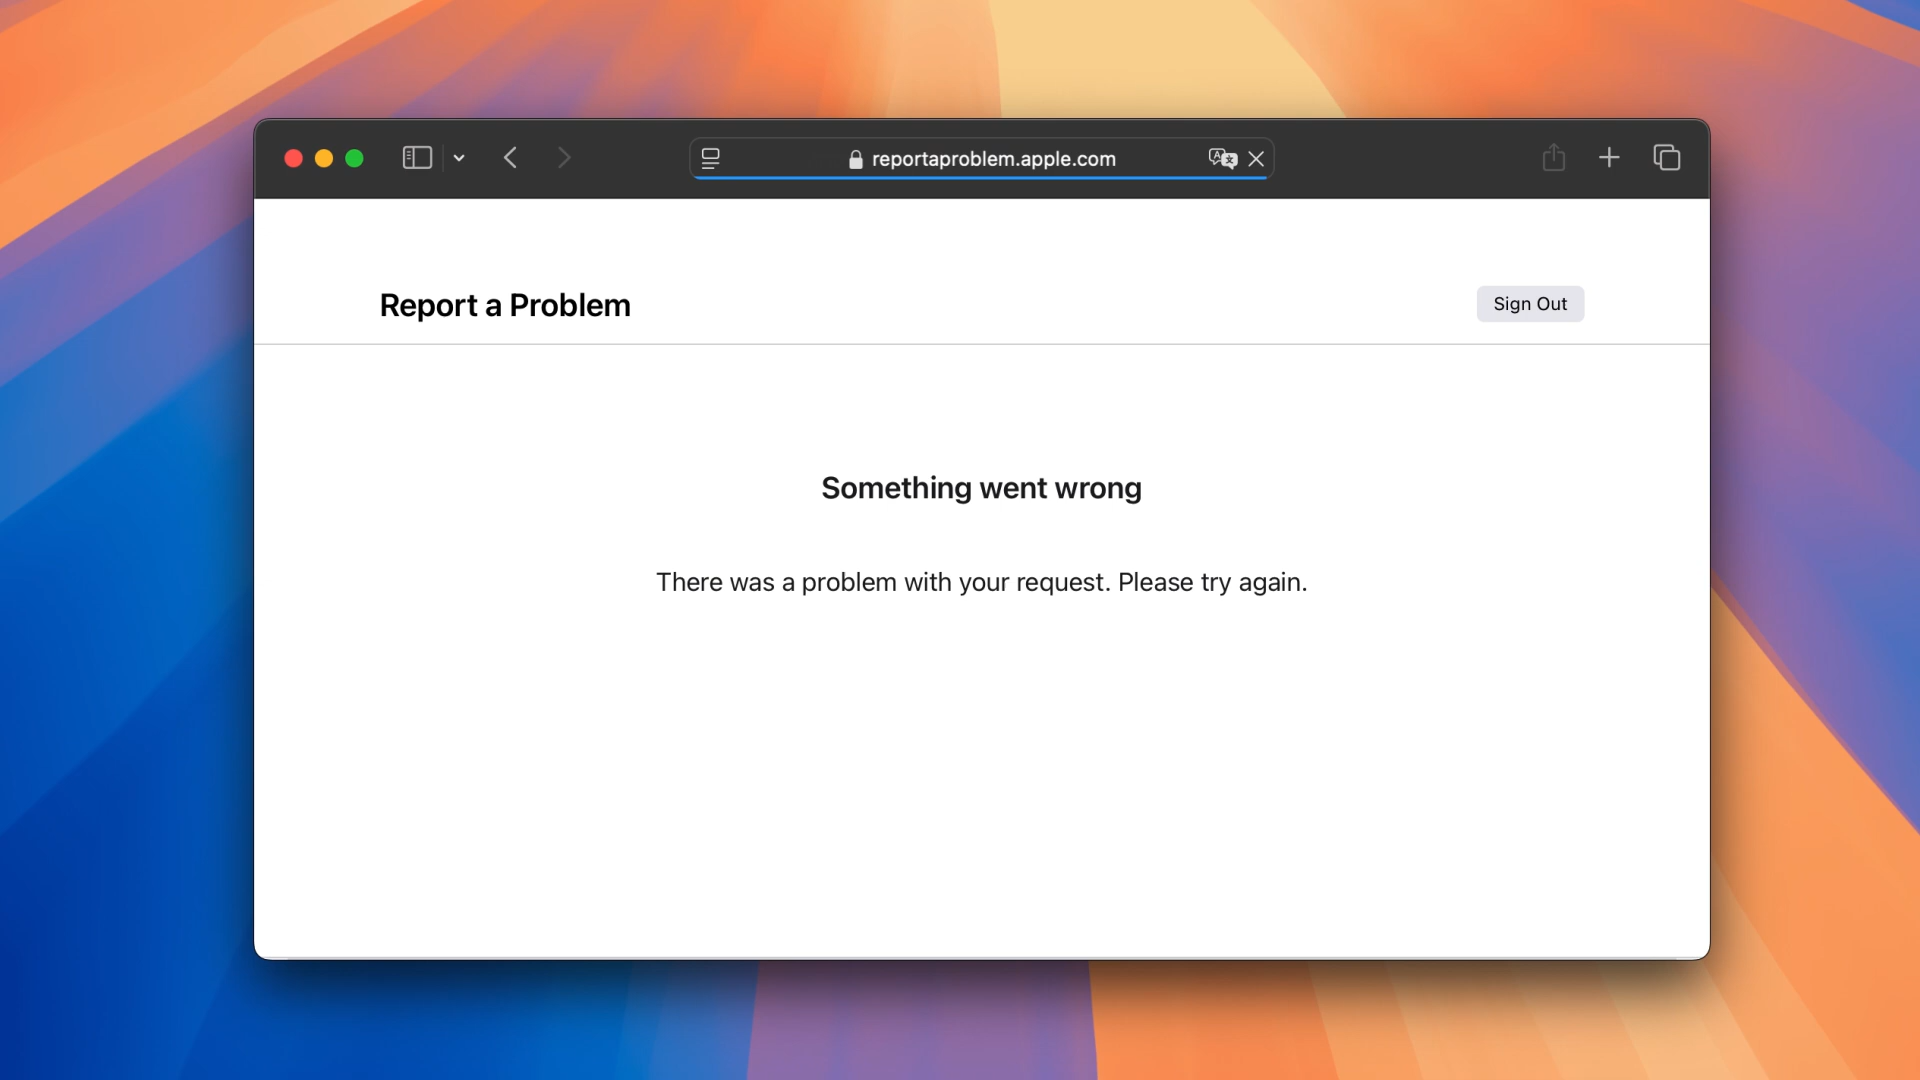 reportaproblem.apple.com
Report a Problem
Sign Out
Something went wrong
There was a problem with your request. Please try again.